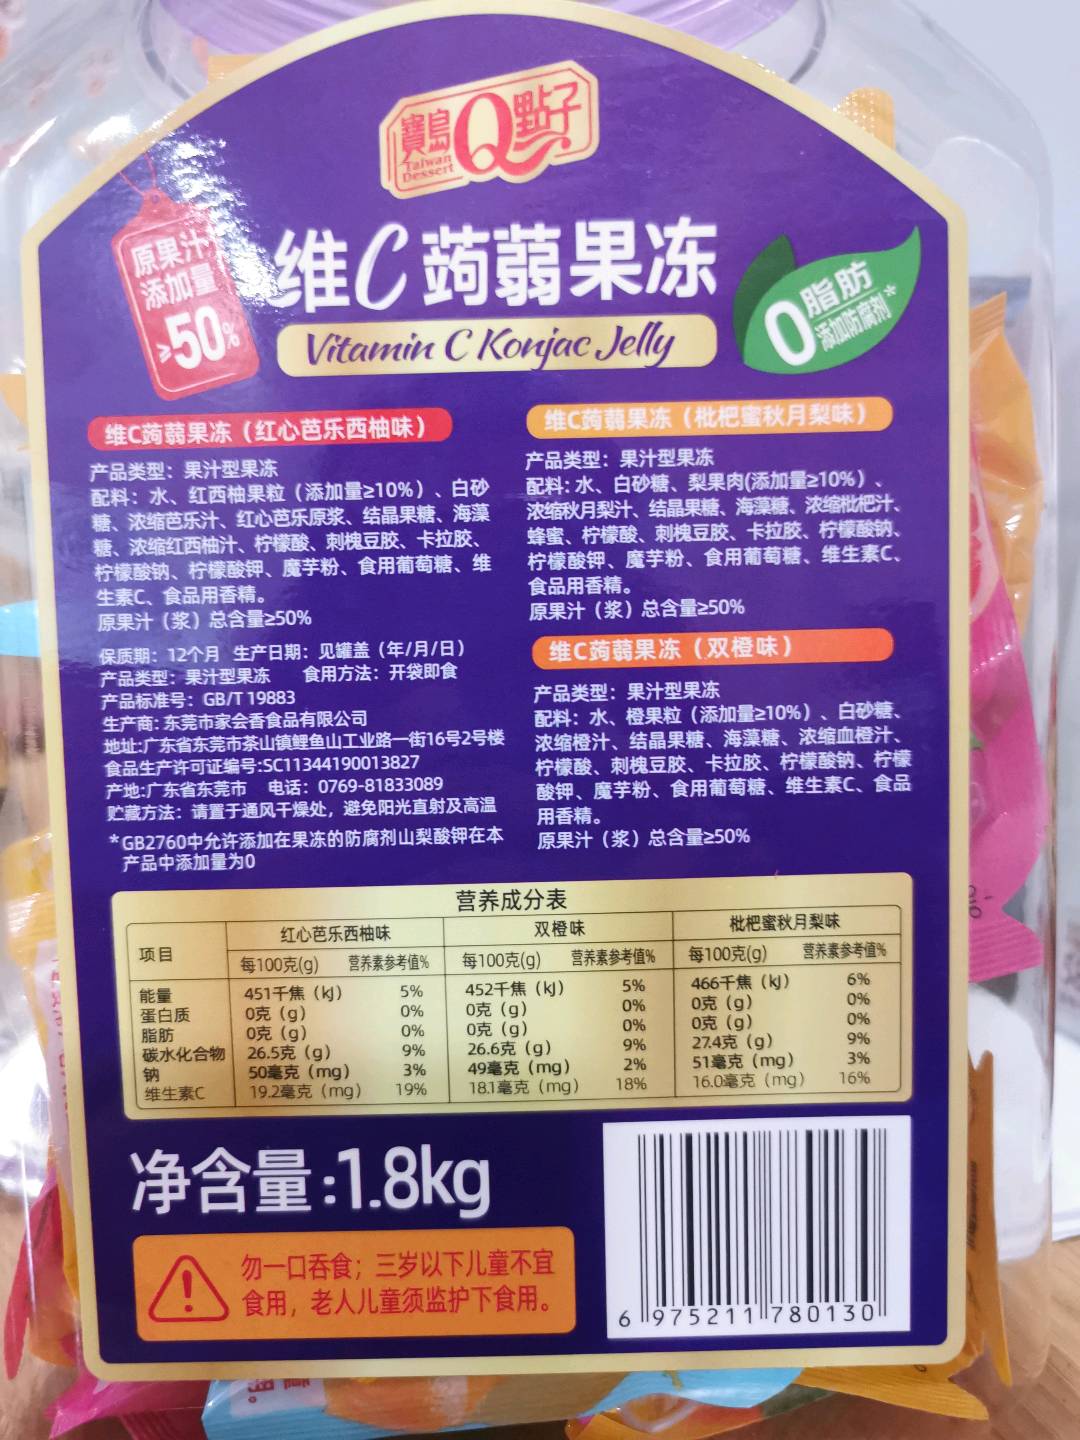 寶島Q點子
Taiwan
Dessert
原果汁
添加量
≥50%
维C蒟蒻果冻
Vitamin C Konjac Jelly
0脂肪
添加防腐剂*
维C蒟蒻果冻（红心芭乐西柚味）
产品类型：果汁型果冻
配料：水、红西柚果粒（添加量≥10%）、白砂
糖、浓缩芭乐汁、红心芭乐原浆、结晶果糖、海藻
糖、浓缩红西柚汁、柠檬酸、刺槐豆胶、卡拉胶、
柠檬酸钠、柠檬酸钾、魔芋粉、食用葡萄糖、维
生素C、食品用香精。
原果汁（浆）总含量≥50%
保质期：12个月 生产日期：见罐盖（年/月/日）
产品类型：果汁型果冻 食用方法：开袋即食
产品标准号：GB/T 19883
生产商：东莞市家会香食品有限公司
地址:广东省东莞市茶山镇鲤鱼山工业路一街16号2号楼
食品生产许可证编号:SC11344190013827
产地:广东省东莞市 电话：0769-81833089
贮藏方法：请置于通风干燥处，避免阳光直射及高温
*GB2760中允许添加在果冻的防腐剂山梨酸钾在本
产品中添加量为0
维C蒟蒻果冻（枇杷蜜秋月梨味）
产品类型：果汁型果冻
配料：水、白砂糖、梨果肉(添加量≥10%）、
浓缩秋月梨汁、结晶果糖、海藻糖、浓缩枇杷汁、
蜂蜜、柠檬酸、刺槐豆胶、卡拉胶、柠檬酸钠、
柠檬酸钾、魔芋粉、食用葡萄糖、维生素C、
食品用香精。
原果汁（浆）总含量≥50%
维C蒟蒻果冻（双橙味）
产品类型：果汁型果冻
配料：水、橙果粒（添加量≥10%）、白砂糖、
浓缩橙汁、结晶果糖、海藻糖、浓缩血橙汁、
柠檬酸、刺槐豆胶、卡拉胶、柠檬酸钠、柠檬
酸钾、魔芋粉、食用葡萄糖、维生素C、食品
用香精。
原果汁（浆）总含量≥50%
营养成分表
项目 红心芭乐西柚味 双橙味 枇杷蜜秋月梨味
每100克(g) 营养素参考值% 每100克(g) 营养素参考值% 每100克(g) 营养素参考值%
能量 451千焦（kJ） 5% 452千焦（kJ） 5% 466千焦（kJ） 6%
蛋白质 0克（g） 0% 0克（g） 0% 0克（g） 0%
脂肪 0克（g） 0% 0克（g） 0% 0克（g） 0%
碳水化合物 26.5克（g） 9% 26.6克（g） 9% 27.4克（g） 9%
钠 50毫克（mg） 3% 49毫克（mg） 2% 51毫克（mg） 3%
维生素C 19.2毫克（mg） 19% 18.1毫克（mg） 18% 16.0毫克（mg） 16%
净含量:1.8kg
勿一口吞食；三岁以下儿童不宜
食用，老人儿童须监护下食用。
6 975211 780130